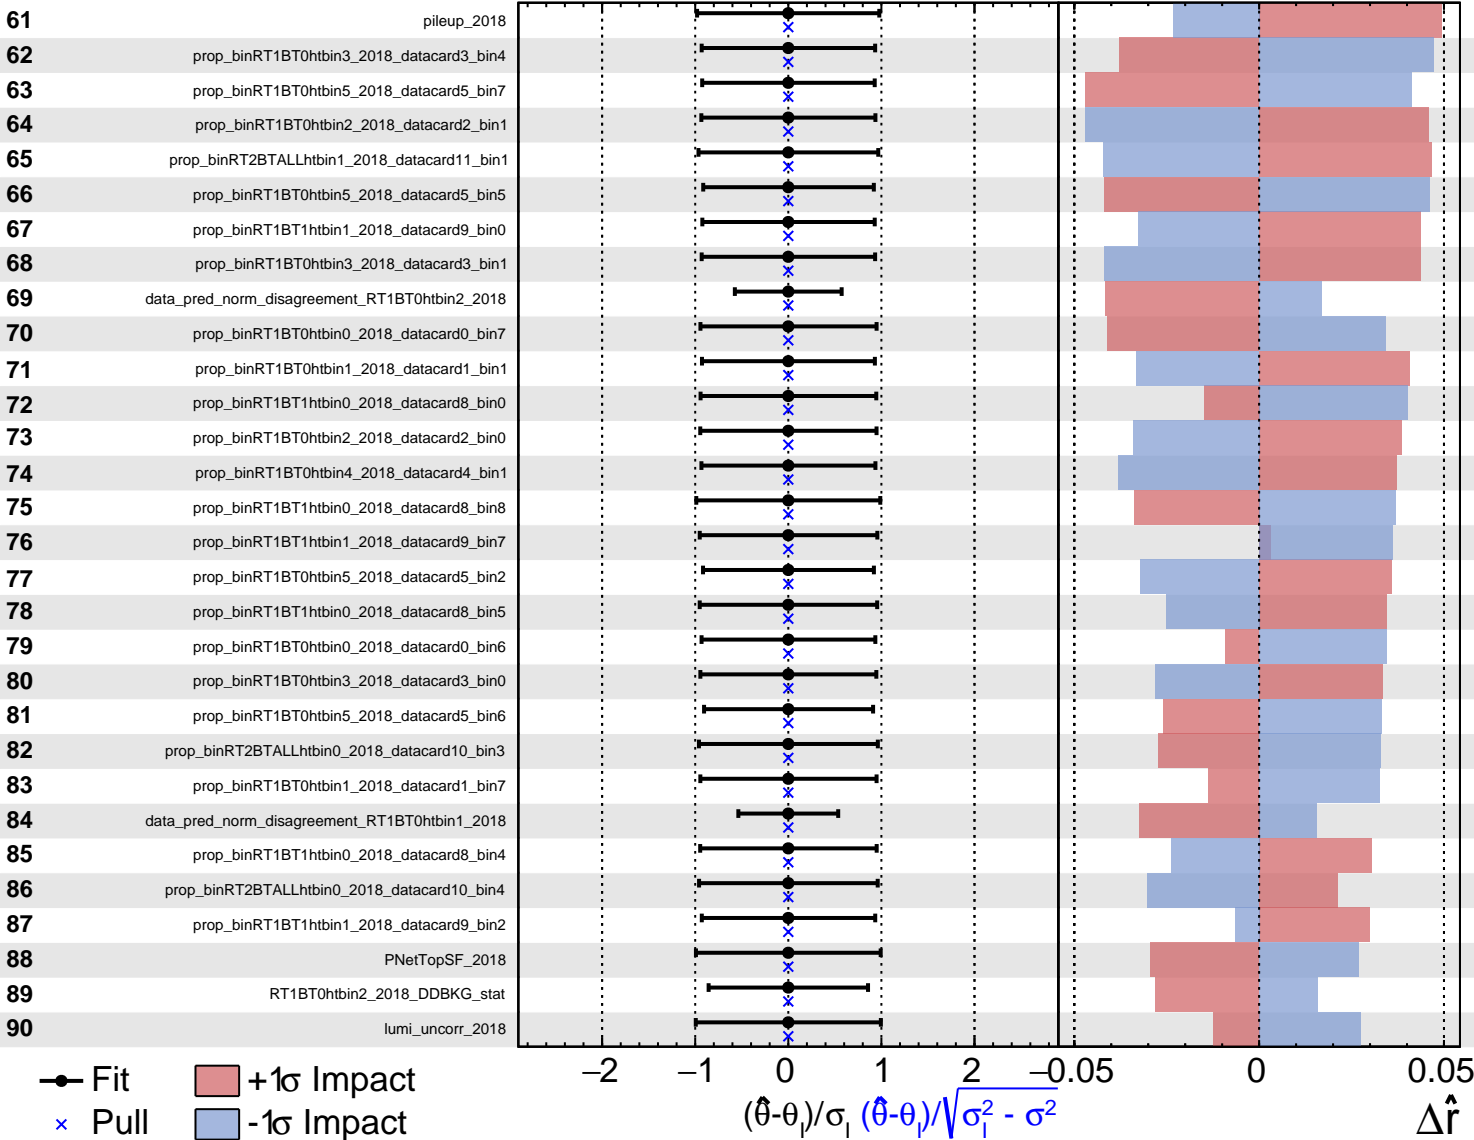 61 pileup_2018
62 prop_binRT1BT0htbin3_2018_datacard3_bin4
63 prop_binRT1BT0htbin5_2018_datacard5_bin7
64 prop_binRT1BT0htbin2_2018_datacard2_bin1
65 prop_binRT2BTALLhtbin1_2018_datacard11_bin1
66 prop_binRT1BT0htbin5_2018_datacard5_bin5
67 prop_binRT1BT1htbin1_2018_datacard9_bin0
68 prop_binRT1BT0htbin3_2018_datacard3_bin1
69 data_pred_norm_disagreement_RT1BT0htbin2_2018
70 prop_binRT1BT0htbin0_2018_datacard0_bin7
71 prop_binRT1BT0htbin1_2018_datacard1_bin1
72 prop_binRT1BT1htbin0_2018_datacard8_bin0
73 prop_binRT1BT0htbin2_2018_datacard2_bin0
74 prop_binRT1BT0htbin4_2018_datacard4_bin1
75 prop_binRT1BT1htbin0_2018_datacard8_bin8
76 prop_binRT1BT1htbin1_2018_datacard9_bin7
77 prop_binRT1BT0htbin5_2018_datacard5_bin2
78 prop_binRT1BT1htbin0_2018_datacard8_bin5
79 prop_binRT1BT0htbin0_2018_datacard0_bin6
80 prop_binRT1BT0htbin3_2018_datacard3_bin0
81 prop_binRT1BT0htbin5_2018_datacard5_bin6
82 prop_binRT2BTALLhtbin0_2018_datacard10_bin3
83 prop_binRT1BT0htbin1_2018_datacard1_bin7
84 data_pred_norm_disagreement_RT1BT0htbin1_2018
85 prop_binRT1BT1htbin0_2018_datacard8_bin4
86 prop_binRT2BTALLhtbin0_2018_datacard10_bin4
87 prop_binRT1BT1htbin1_2018_datacard9_bin2
88 PNetTopSF_2018
89 RT1BT0htbin2_2018_DDBKG_stat
90 lumi_uncorr_2018
−2 −1 0 1 2 −0.05 0 0.05
Fit +1σ Impact
Pull -1σ Impact
(θ̂-θ_I)/σ_I (θ̂-θ_I)/√σ_I² - σ²
Δr̂